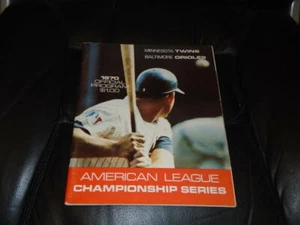 MINNESOTA TWINS
BALTIMORE ORIOLES
1970
OFFICIAL
PROGRAM
$1.00
AMERICAN LEAGUE
CHAMPIONSHIP SERIES